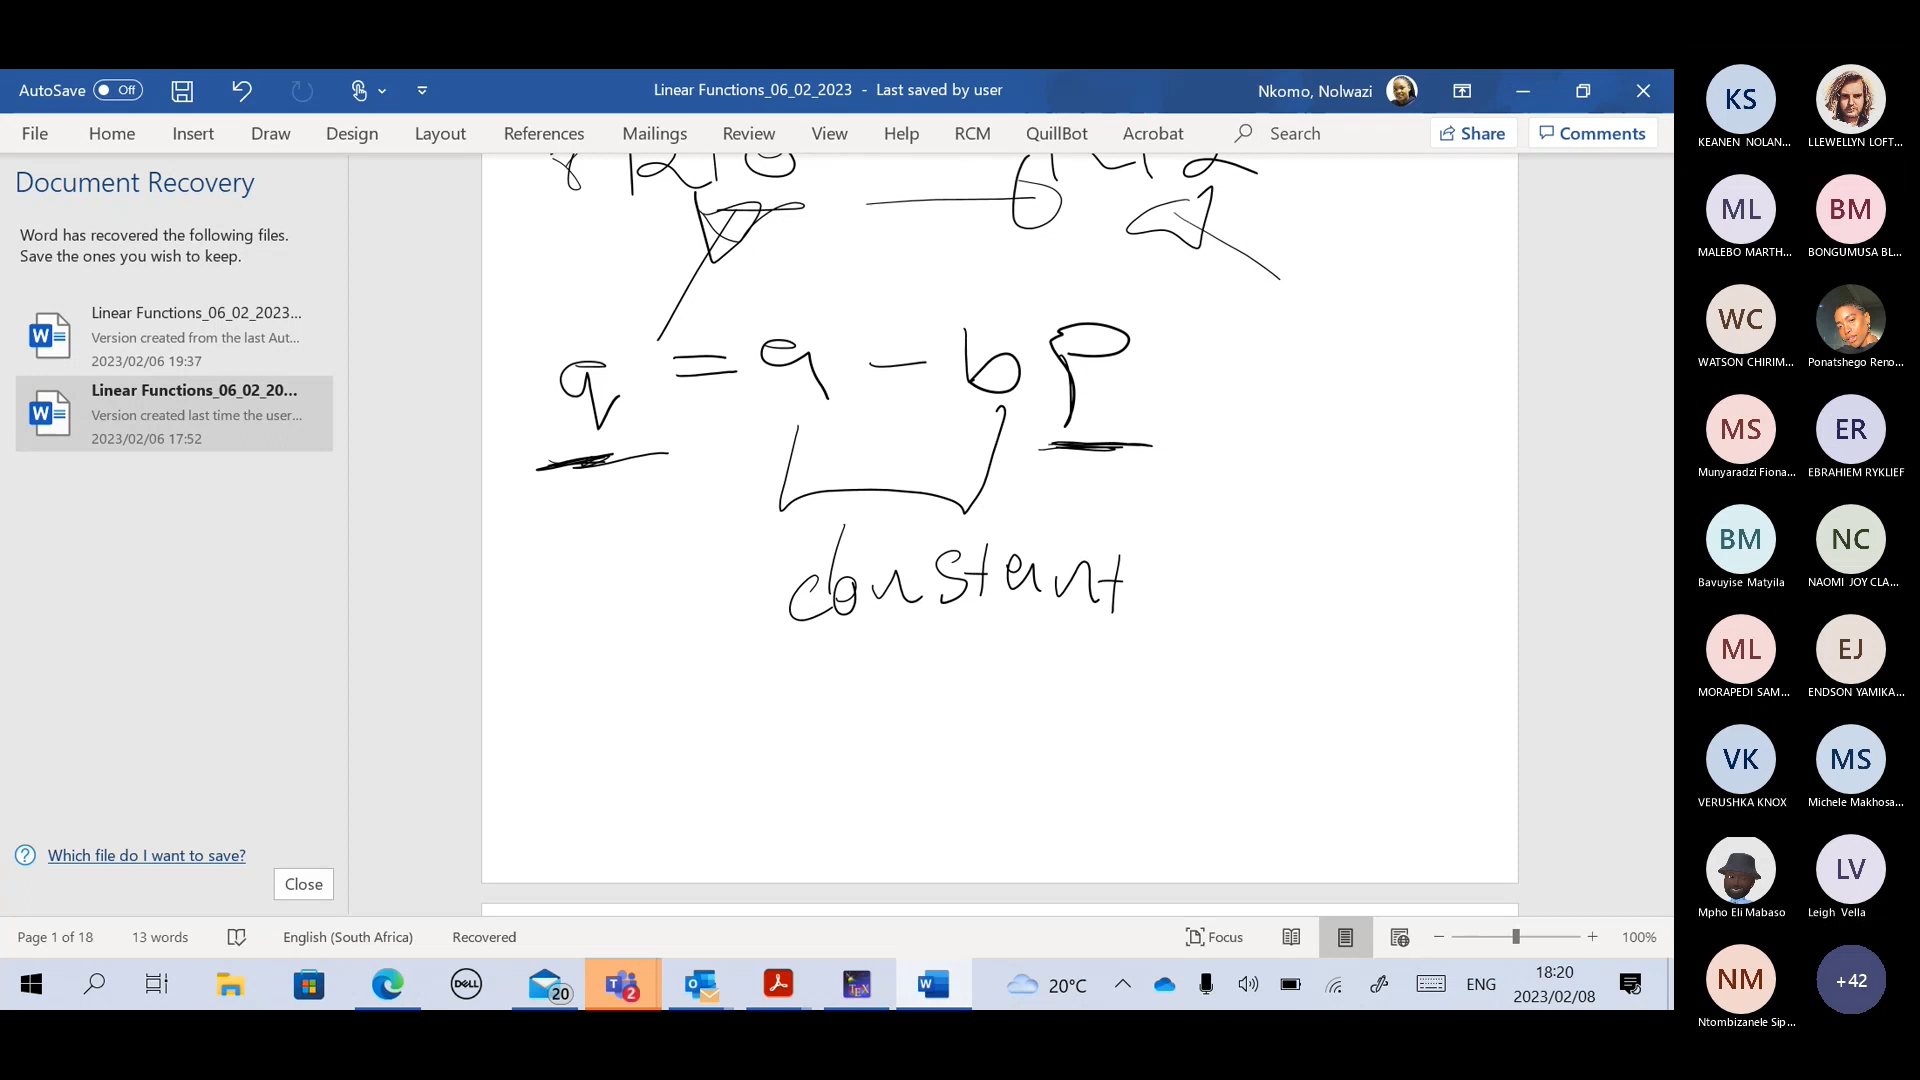 AutoSave Off Linear Functions_06_02_2023 - Last saved by user Nkomo, Nolwazi
File Home Insert Draw Design Layout References Mailings Review View Help RCM QuillBot Acrobat Search Share Comments
Document Recovery
Word has recovered the following files.
Save the ones you wish to keep.
Linear Functions_06_02_2023...
Version created from the last Aut...
2023/02/06 19:37
Linear Functions_06_02_20...
Version created last time the user...
2023/02/06 17:52
Which file do I want to save?
Close
q = a - bp
constant
Page 1 of 18 13 words English (South Africa) Recovered Focus 100%
DELL 20 2 20°C ENG 18:20
2023/02/08
KS
KEANEN NOLAN...
LLEWELLYN LOFT...
ML BM
MALEBO MARTH... BONGUMUSA BL...
WC
WATSON CHIRIM... Ponatshego Reno...
MS ER
Munyaradzi Fiona... EBRAHIEM RYKLIEF
BM NC
Bavuyise Matyila NAOMI JOY CLA...
ML EJ
MORAPEDI SAM... ENDSON YAMIKA...
VK MS
VERUSHKA KNOX Michele Makhosa...
LV
Mpho Eli Mabaso Leigh Vella
NM +42
Ntombizanele Sip...